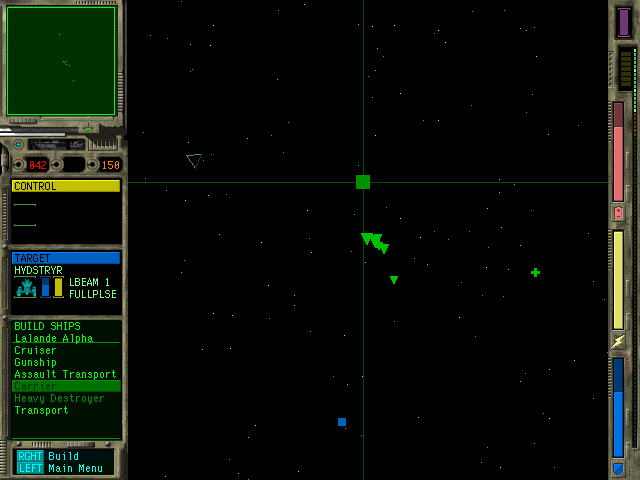 042 150
CONTROL
TARGET
HVDSTRYR
LBEAM 1
FULLPLSE
BUILD SHIPS
Lalande Alpha
Cruiser
Gunship
Assault Transport
Carrier
Heavy Destroyer
Transport
RGHT Build
LEFT Main Menu